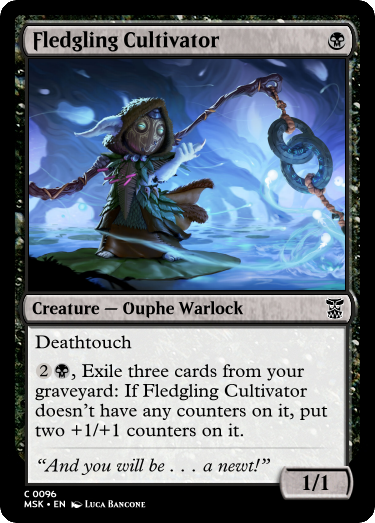 Fledgling Cultivator
Creature — Ouphe Warlock
Deathtouch
2, Exile three cards from your
graveyard: If Fledgling Cultivator
doesn't have any counters on it, put
two +1/+1 counters on it.
“And you will be . . . a newt!”
1/1
C 0096
MSK • EN Luca Bancone